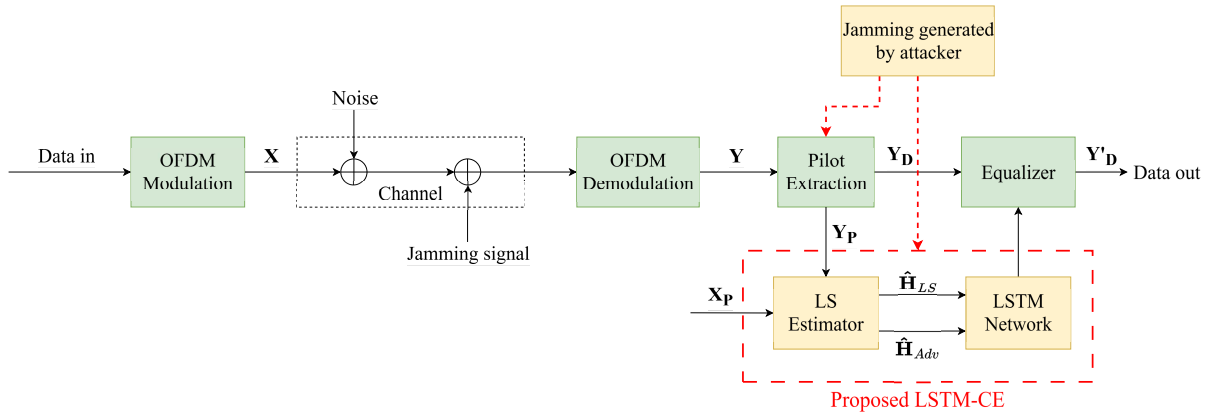 Jamming generated
by attacker
Noise
Data in
OFDM
Modulation
X
Channel
Jamming signal
OFDM
Demodulation
Y
Pilot
Extraction
Y_D
Equalizer
Y'_D
Data out
Y_P
X_P
LS
Estimator
Ĥ_LS
Ĥ_Adv
LSTM
Network
Proposed LSTM-CE